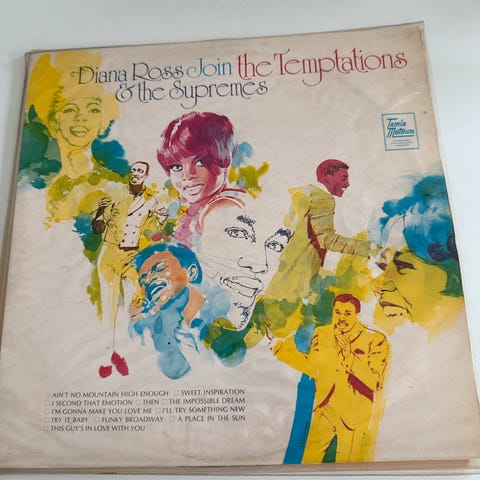 Diana Ross Join the Temptations
& the Supremes
Tamla
Motown
AIN'T NO MOUNTAIN HIGH ENOUGH □ SWEET INSPIRATION
I SECOND THAT EMOTION □ THEN □ THE IMPOSSIBLE DREAM
□ I'M GONNA MAKE YOU LOVE ME □ I'LL TRY SOMETHING NEW
□ TRY IT BABY □ FUNKY BROADWAY □ A PLACE IN THE SUN
□ THIS GUY'S IN LOVE WITH YOU